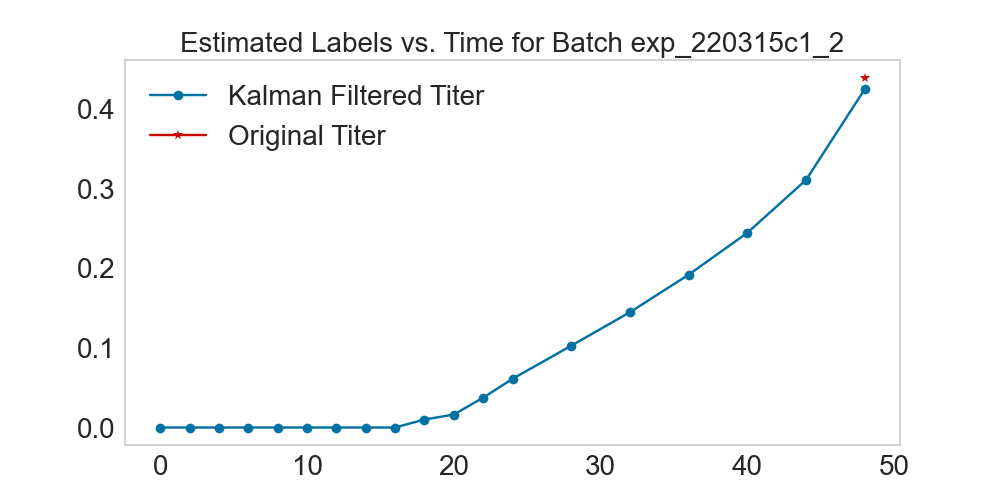 Estimated Labels vs. Time for Batch exp_220315c1_2
Kalman Filtered Titer
Original Titer
0.4
0.3
0.2
0.1
0.0
0 10 20 30 40 50